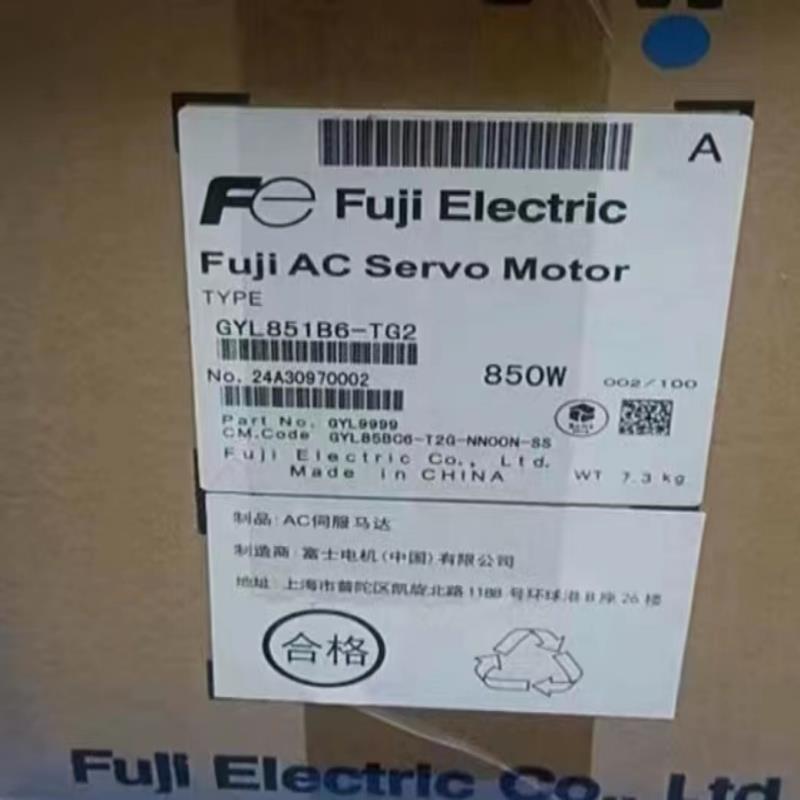 A
Fe Fuji Electric
Fuji AC Servo Motor
TYPE
GYL851B6-TG2
No. 24A30970002
850W 002/100
Part No. GYL9999
CM.Code GYL85BC6-T2G-NNOON-SS
Fuji Electric Co., Ltd.
Made in CHINA
WT 7.3 kg
制品:AC伺服马达
制造商:富士电机(中国)有限公司
地址:上海市普陀区凯旋北路1188号环球港B座26楼
合格
Fuji Electric Co., Ltd